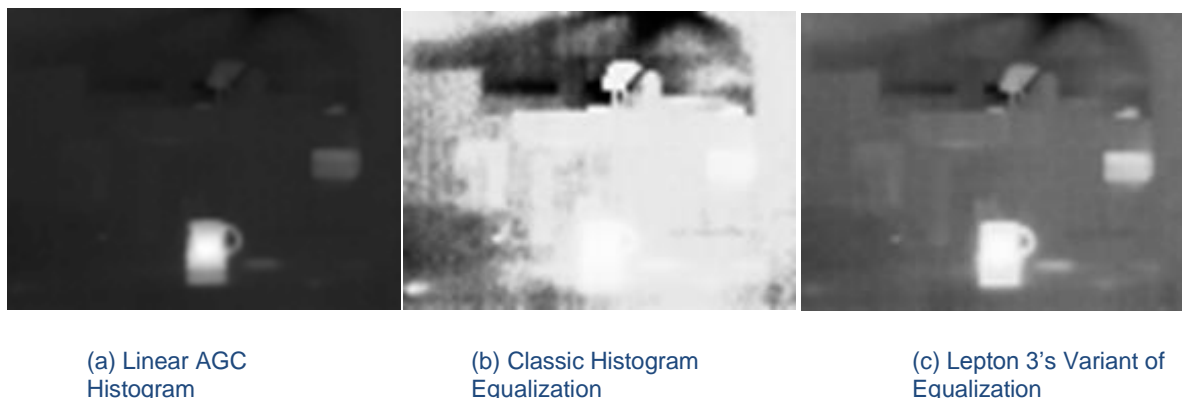 (a) Linear AGC
Histogram
(b) Classic Histogram
Equalization
(c) Lepton 3's Variant of
Equalization